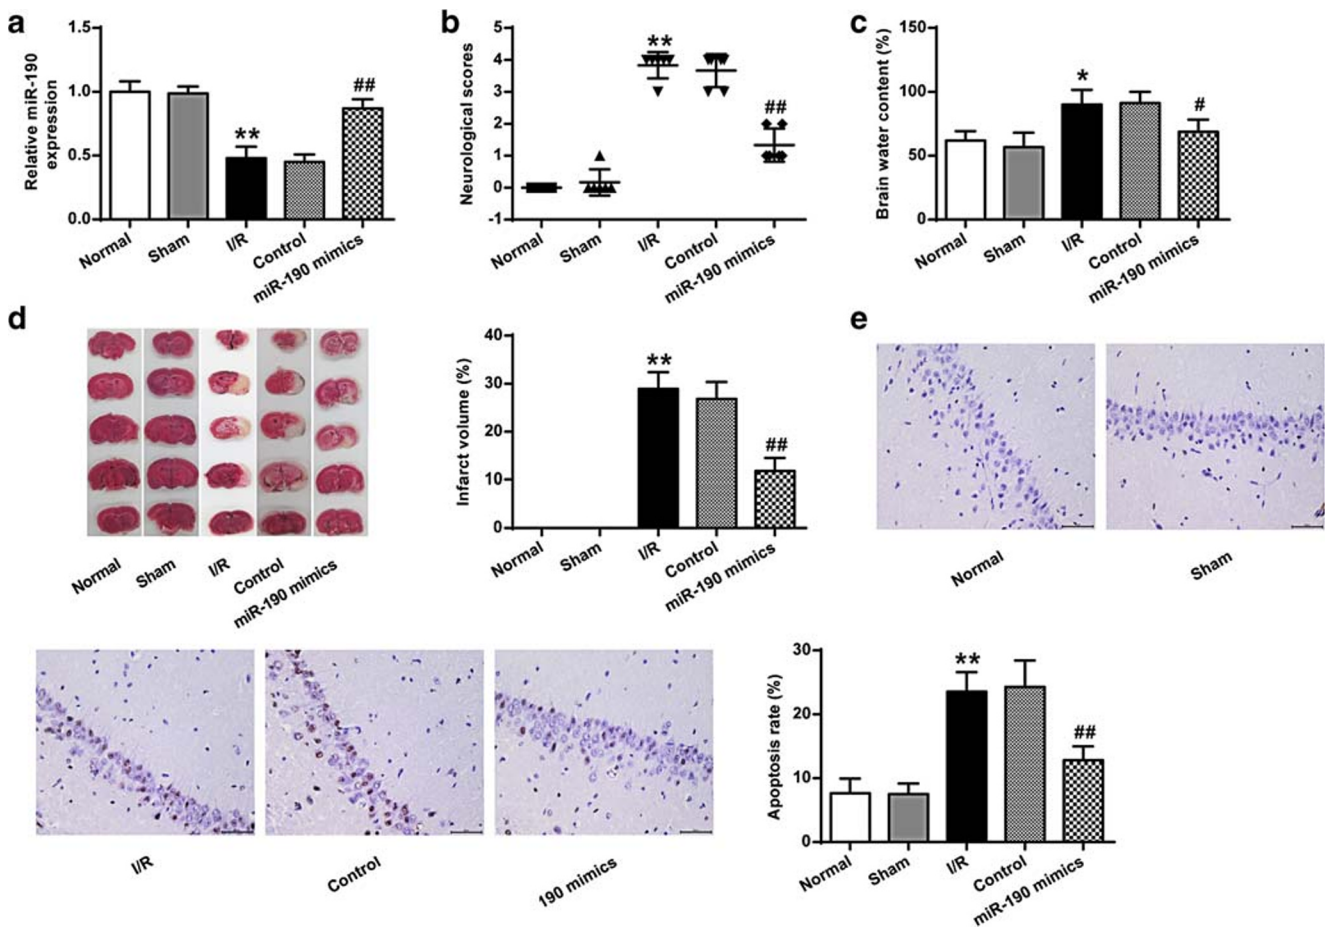 a
Relative miR-190
expression
1.5
1.0
0.5
0.0
**
##
Normal
Sham
I/R
Control
miR-190 mimics
b
Neurological scores
5
4
3
2
1
0
-1
**
##
Normal
Sham
I/R
Control
miR-190 mimics
c
Brain water content (%)
150
100
50
0
*
#
Normal
Sham
I/R
Control
miR-190 mimics
d
Normal
Sham
I/R
Control
miR-190 mimics
Infarct volume (%)
40
30
20
10
0
**
##
Normal
Sham
I/R
Control
miR-190 mimics
e
Normal
Sham
I/R
Control
190 mimics
Apoptosis rate (%)
30
20
10
0
**
##
Normal
Sham
I/R
Control
miR-190 mimics